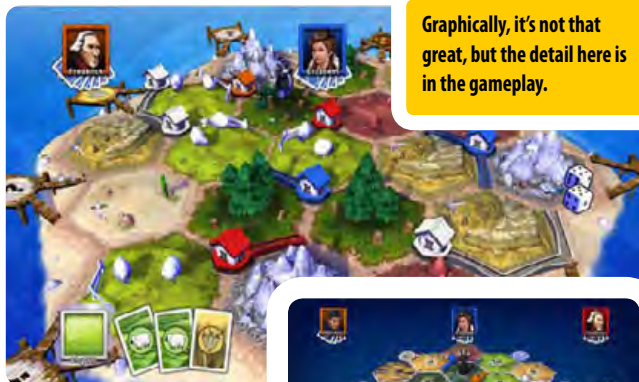 Graphically, it’s not that
great, but the detail here is
in the gameplay.